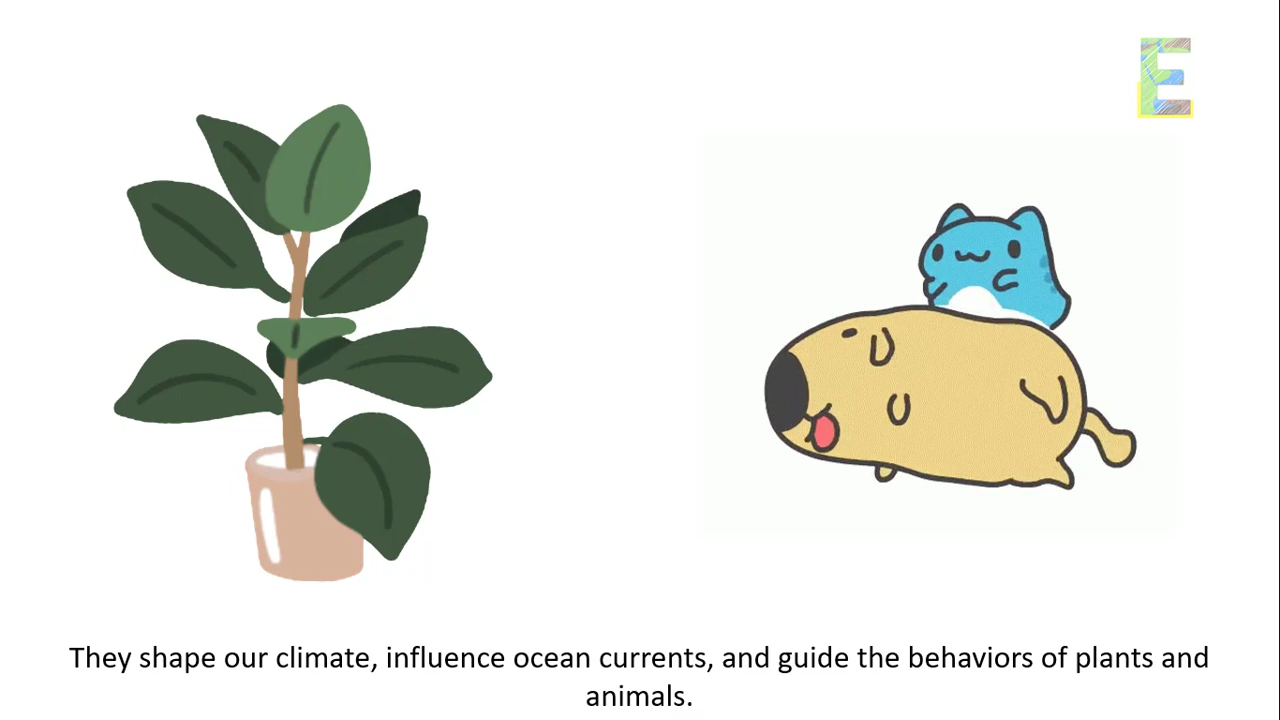 E
They shape our climate, influence ocean currents, and guide the behaviors of plants and
animals.